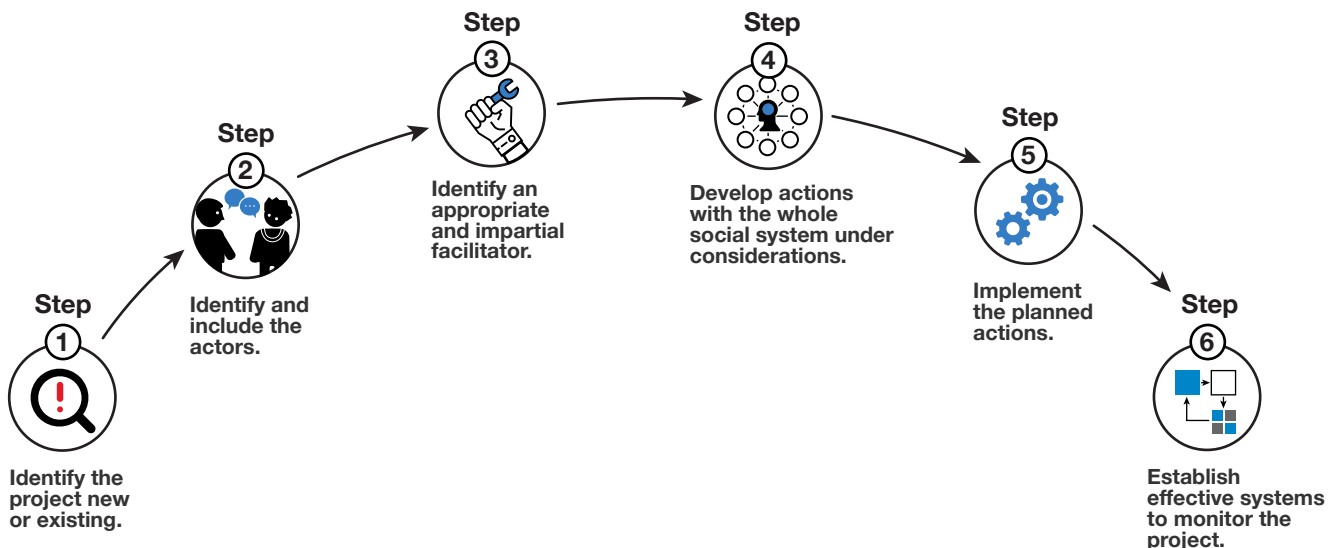 Step
1
Identify the
project new
or existing.
Step
2
Identify and
include the
actors.
Step
3
Identify an
appropriate
and impartial
facilitator.
Step
4
Develop actions
with the whole
social system under
considerations.
Step
5
Implement
the planned
actions.
Step
6
Establish
effective systems
to monitor the
project.